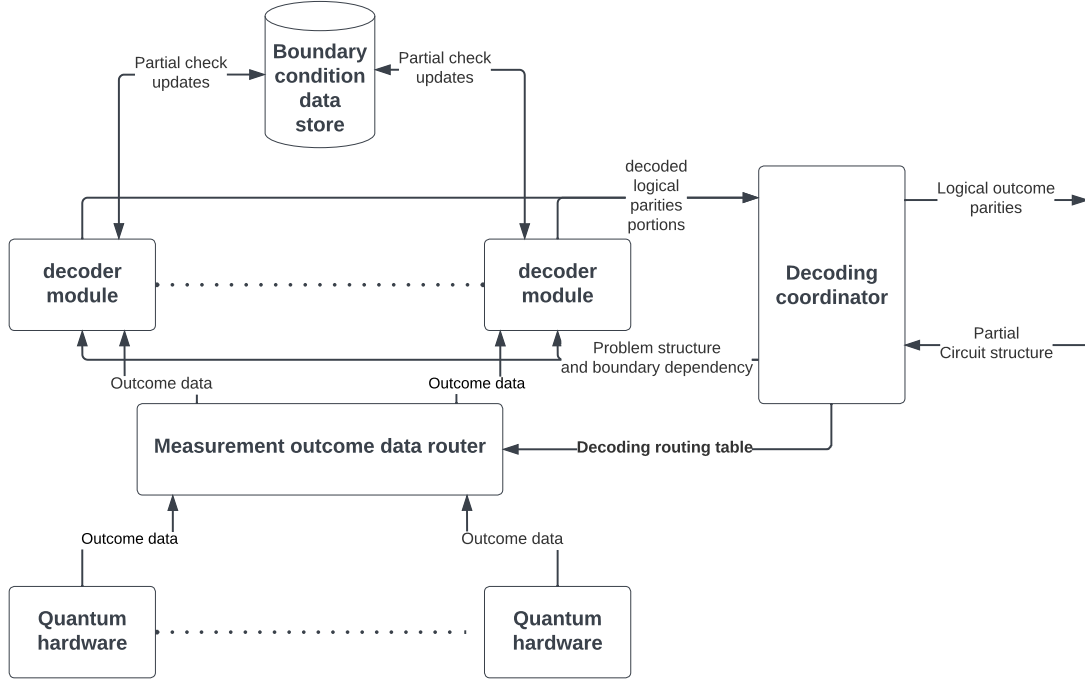 Boundary
condition
data
store
Partial check
updates
Partial check
updates
decoded
logical
parities
portions
Logical outcome
parities
decoder
module
decoder
module
Decoding
coordinator
Problem structure
and boundary dependency
Partial
Circuit structure
Outcome data
Outcome data
Measurement outcome data router
Decoding routing table
Outcome data
Outcome data
Quantum
hardware
Quantum
hardware